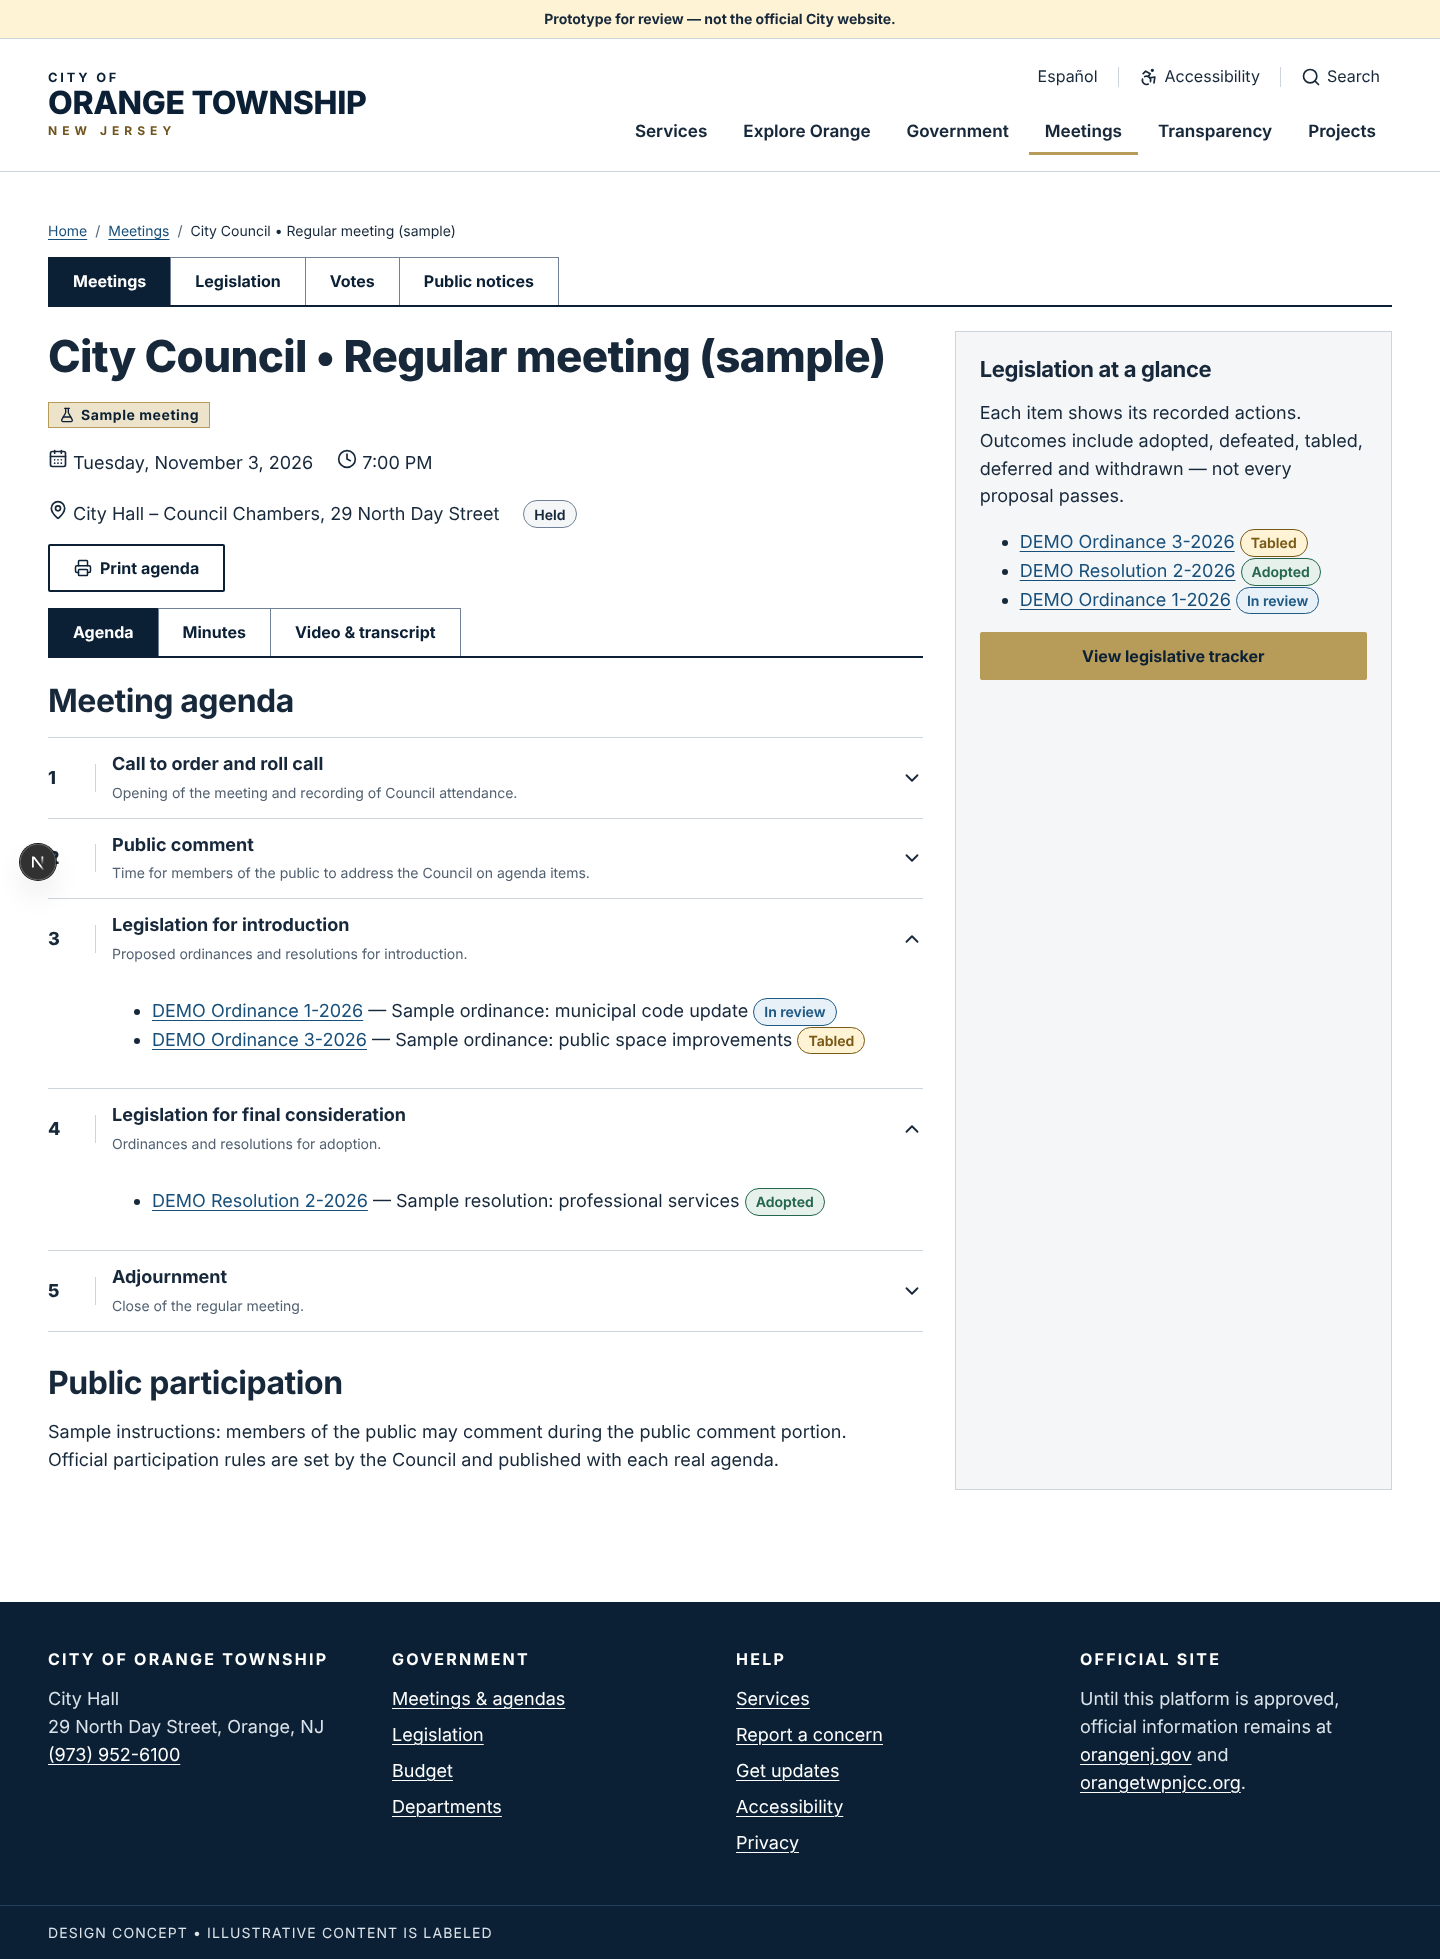 Prototype for review — not the official City website.
CITY OF
ORANGE TOWNSHIP
NEW JERSEY
Español
Accessibility
Search
Services
Explore Orange
Government
Meetings
Transparency
Projects
Home / Meetings / City Council • Regular meeting (sample)
Meetings
Legislation
Votes
Public notices
City Council • Regular meeting (sample)
Sample meeting
Tuesday, November 3, 2026
7:00 PM
City Hall – Council Chambers, 29 North Day Street
Held
Print agenda
Agenda
Minutes
Video & transcript
Meeting agenda
1
Call to order and roll call
Opening of the meeting and recording of Council attendance.
N
Public comment
Time for members of the public to address the Council on agenda items.
3
Legislation for introduction
Proposed ordinances and resolutions for introduction.
• DEMO Ordinance 1-2026 — Sample ordinance: municipal code update In review
• DEMO Ordinance 3-2026 — Sample ordinance: public space improvements Tabled
4
Legislation for final consideration
Ordinances and resolutions for adoption.
• DEMO Resolution 2-2026 — Sample resolution: professional services Adopted
5
Adjournment
Close of the regular meeting.
Public participation
Sample instructions: members of the public may comment during the public comment portion.
Official participation rules are set by the Council and published with each real agenda.
Legislation at a glance
Each item shows its recorded actions.
Outcomes include adopted, defeated, tabled,
deferred and withdrawn — not every
proposal passes.
• DEMO Ordinance 3-2026 Tabled
• DEMO Resolution 2-2026 Adopted
• DEMO Ordinance 1-2026 In review
View legislative tracker
CITY OF ORANGE TOWNSHIP
City Hall
29 North Day Street, Orange, NJ
(973) 952-6100
GOVERNMENT
Meetings & agendas
Legislation
Budget
Departments
HELP
Services
Report a concern
Get updates
Accessibility
Privacy
OFFICIAL SITE
Until this platform is approved,
official information remains at
orangenj.gov and
orangetwpnjcc.org.
DESIGN CONCEPT • ILLUSTRATIVE CONTENT IS LABELED